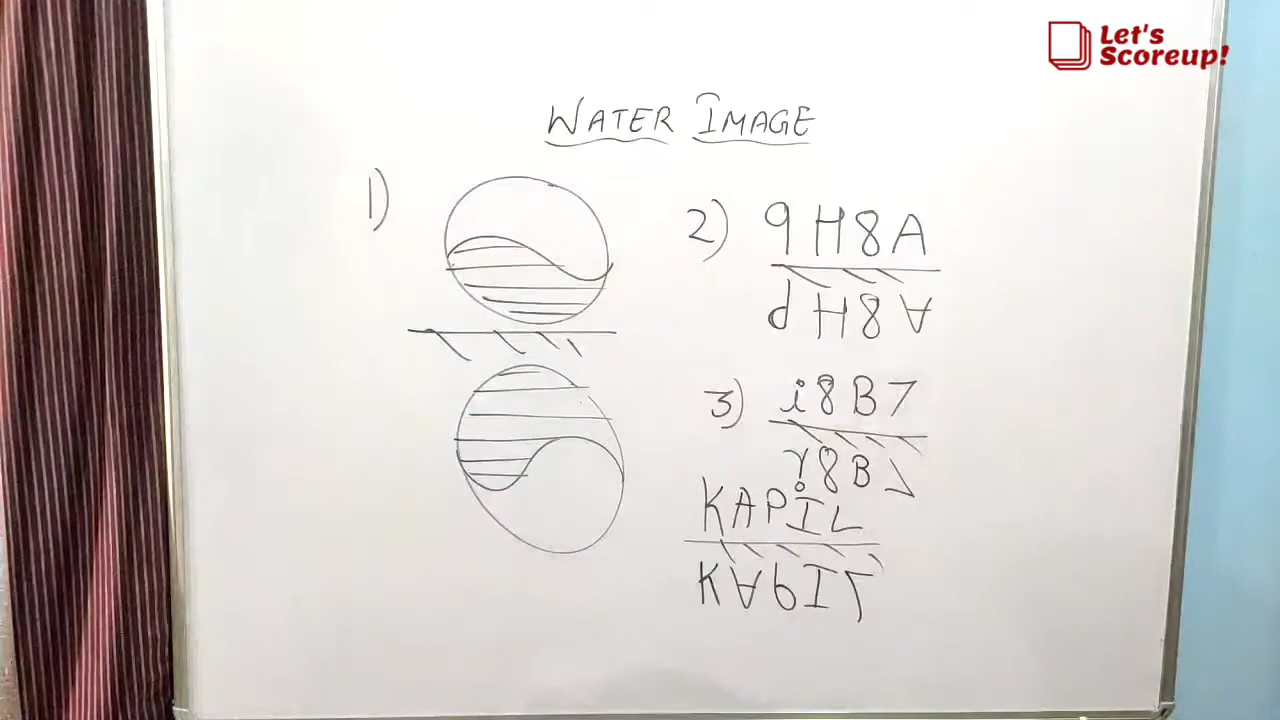 Let's
Scoreup!
WATER IMAGE
1)
2) 9H8A
3) i8B7
KAPIL